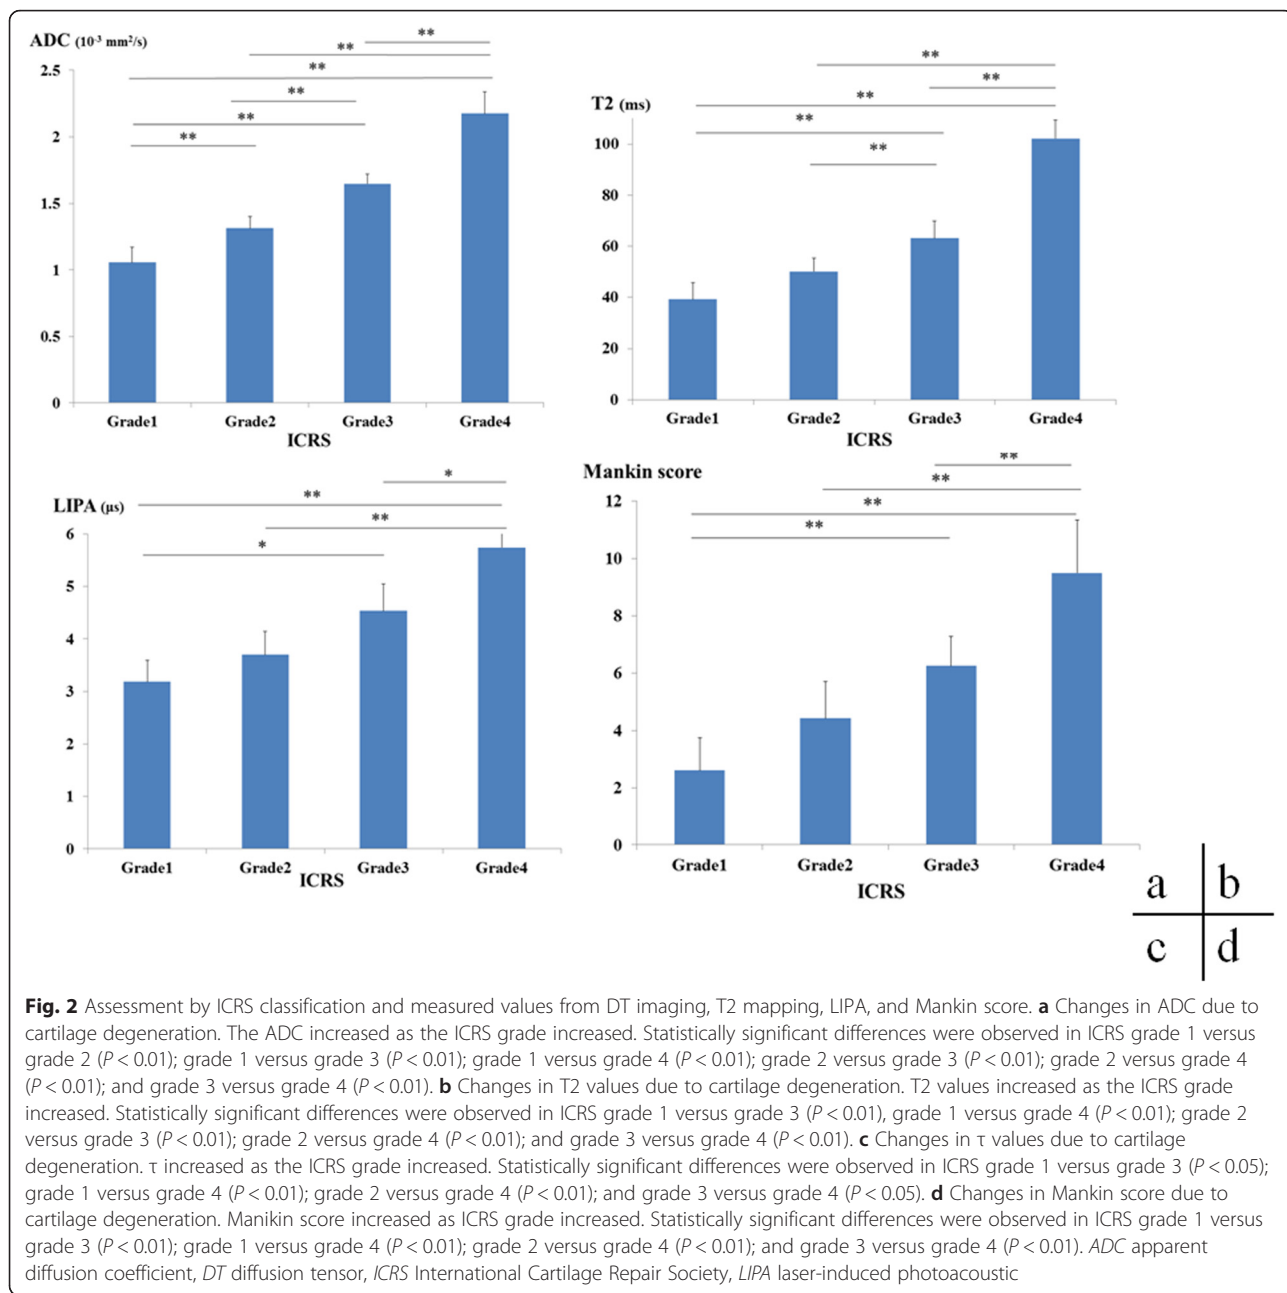 ADC (10⁻³ mm²/s)
** ** ** ** ** **
2.5
2
1.5
1
0.5
0
Grade1 Grade2 Grade3 Grade4
ICRS
T2 (ms)
** ** ** ** **
100
80
60
40
20
0
Grade1 Grade2 Grade3 Grade4
ICRS
LIPA (μs)
* ** ** *
6
5
4
3
2
1
0
Grade1 Grade2 Grade3 Grade4
ICRS
Mankin score
** ** ** **
12
10
8
6
4
2
0
Grade1 Grade2 Grade3 Grade4
ICRS
a b
c d
Fig. 2 Assessment by ICRS classification and measured values from DT imaging, T2 mapping, LIPA, and Mankin score. a Changes in ADC due to
cartilage degeneration. The ADC increased as the ICRS grade increased. Statistically significant differences were observed in ICRS grade 1 versus
grade 2 (P < 0.01); grade 1 versus grade 3 (P < 0.01); grade 1 versus grade 4 (P < 0.01); grade 2 versus grade 3 (P < 0.01); grade 2 versus grade 4
(P < 0.01); and grade 3 versus grade 4 (P < 0.01). b Changes in T2 values due to cartilage degeneration. T2 values increased as the ICRS grade
increased. Statistically significant differences were observed in ICRS grade 1 versus grade 3 (P < 0.01), grade 1 versus grade 4 (P < 0.01); grade 2
versus grade 3 (P < 0.01); grade 2 versus grade 4 (P < 0.01); and grade 3 versus grade 4 (P < 0.01). c Changes in τ values due to cartilage
degeneration. τ increased as the ICRS grade increased. Statistically significant differences were observed in ICRS grade 1 versus grade 3 (P < 0.05);
grade 1 versus grade 4 (P < 0.01); grade 2 versus grade 4 (P < 0.01); and grade 3 versus grade 4 (P < 0.05). d Changes in Mankin score due to
cartilage degeneration. Manikin score increased as ICRS grade increased. Statistically significant differences were observed in ICRS grade 1 versus
grade 3 (P < 0.01); grade 1 versus grade 4 (P < 0.01); grade 2 versus grade 4 (P < 0.01); and grade 3 versus grade 4 (P < 0.01). ADC apparent
diffusion coefficient, DT diffusion tensor, ICRS International Cartilage Repair Society, LIPA laser-induced photoacoustic